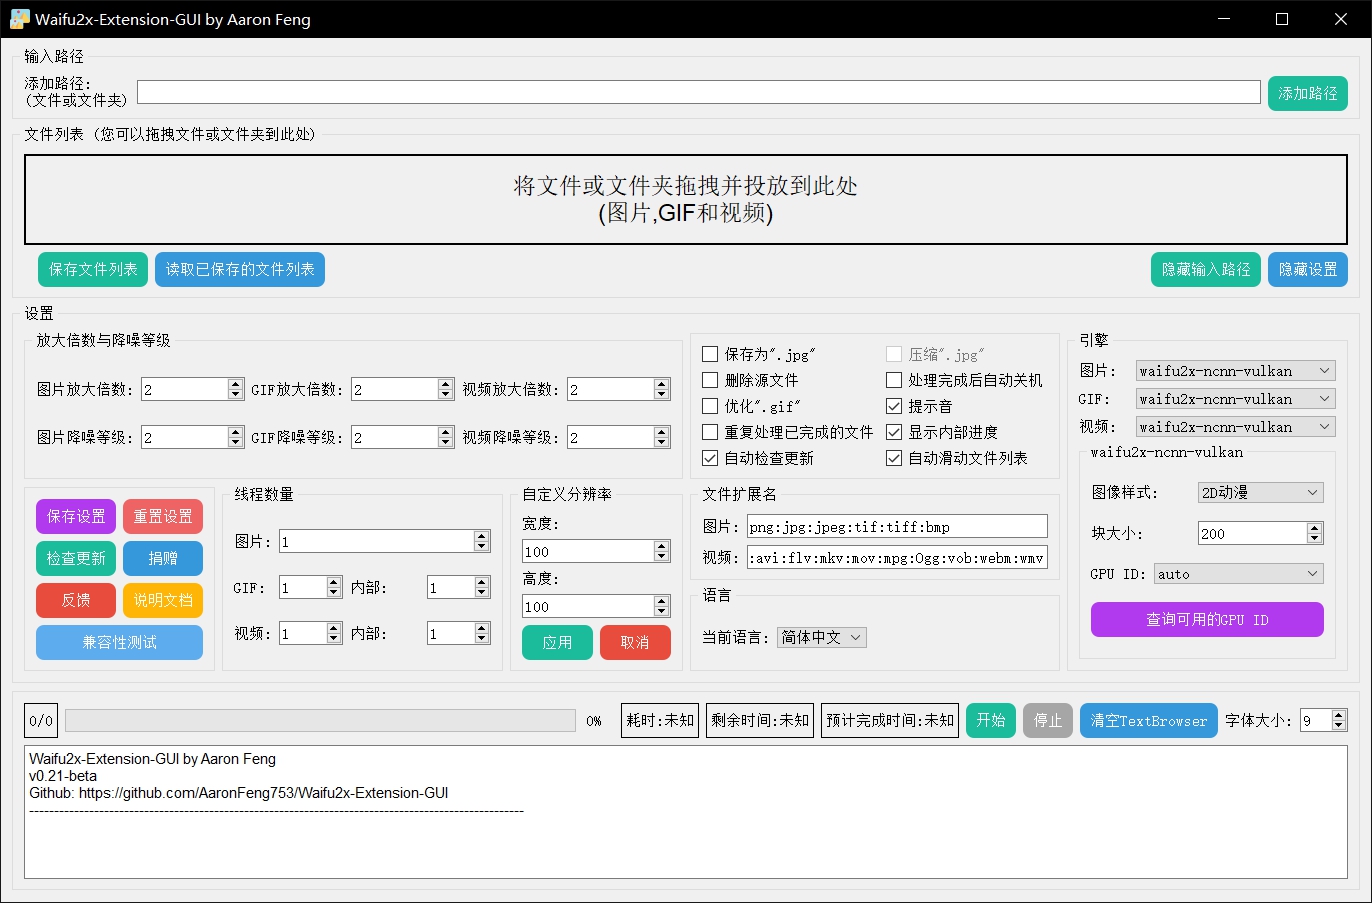 Waifu2x-Extension-GUI by Aaron Feng
输入路径
添加路径:
(文件或文件夹)
添加路径
文件列表 (您可以拖拽文件或文件夹到此处)
将文件或文件夹拖拽并投放到此处
(图片,GIF和视频)
保存文件列表 读取已保存的文件列表 隐藏输入路径 隐藏设置
设置
放大倍数与降噪等级
图片放大倍数: 2 GIF放大倍数: 2 视频放大倍数: 2
图片降噪等级: 2 GIF降噪等级: 2 视频降噪等级: 2
保存为".jpg" 压缩".jpg"
删除源文件 处理完成后自动关机
优化".gif" 提示音
重复处理已完成的文件 显示内部进度
自动检查更新 自动滑动文件列表
引擎
图片: waifu2x-ncnn-vulkan
GIF: waifu2x-ncnn-vulkan
视频: waifu2x-ncnn-vulkan
waifu2x-ncnn-vulkan
图像样式: 2D动漫
块大小: 200
GPU ID: auto
查询可用的GPU ID
保存设置 重置设置
检查更新 捐赠
反馈 说明文档
兼容性测试
线程数量
图片: 1
GIF: 1 内部: 1
视频: 1 内部: 1
自定义分辨率
宽度:
100
高度:
100
应用 取消
文件扩展名
图片: png:jpg:jpeg:tif:tiff:bmp
视频: :avi:flv:mkv:mov:mpg:Ogg:vob:webm:wmv
语言
当前语言: 简体中文
0/0 0% 耗时:未知 剩余时间:未知 预计完成时间:未知 开始 停止 清空TextBrowser 字体大小: 9
Waifu2x-Extension-GUI by Aaron Feng
v0.21-beta
Github: https://github.com/AaronFeng753/Waifu2x-Extension-GUI
---------------------------------------------------------------------------------------------------